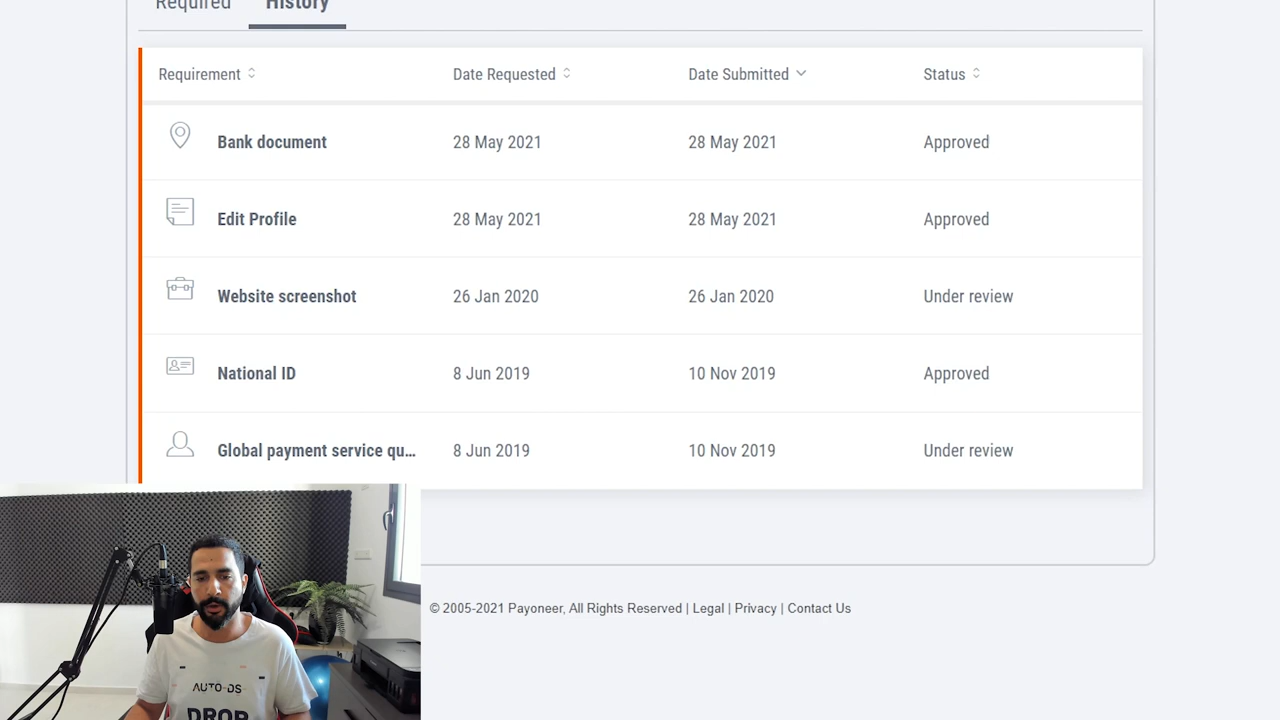 Required History
Requirement Date Requested Date Submitted Status
Bank document 28 May 2021 28 May 2021 Approved
Edit Profile 28 May 2021 28 May 2021 Approved
Website screenshot 26 Jan 2020 26 Jan 2020 Under review
National ID 8 Jun 2019 10 Nov 2019 Approved
Global payment service qu... 8 Jun 2019 10 Nov 2019 Under review
© 2005-2021 Payoneer, All Rights Reserved | Legal | Privacy | Contact Us
AUTO-DS
DROP